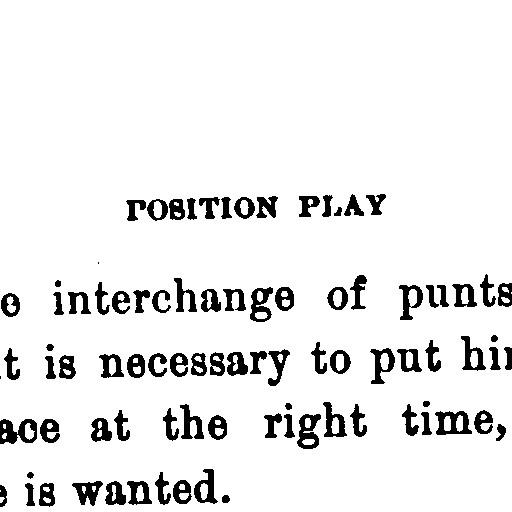 POSITION PLAY
e interchange of punts
t is necessary to put hi
ace at the right time,
e is wanted.